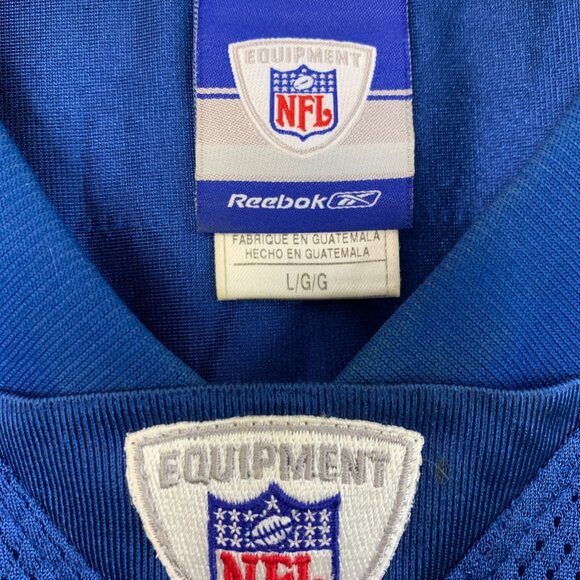 EQUIPMENT
NFL
Reebok
FABRIQUE EN GUATEMALA
HECHO EN GUATEMALA
L/G/G
EQUIPMENT
NFL